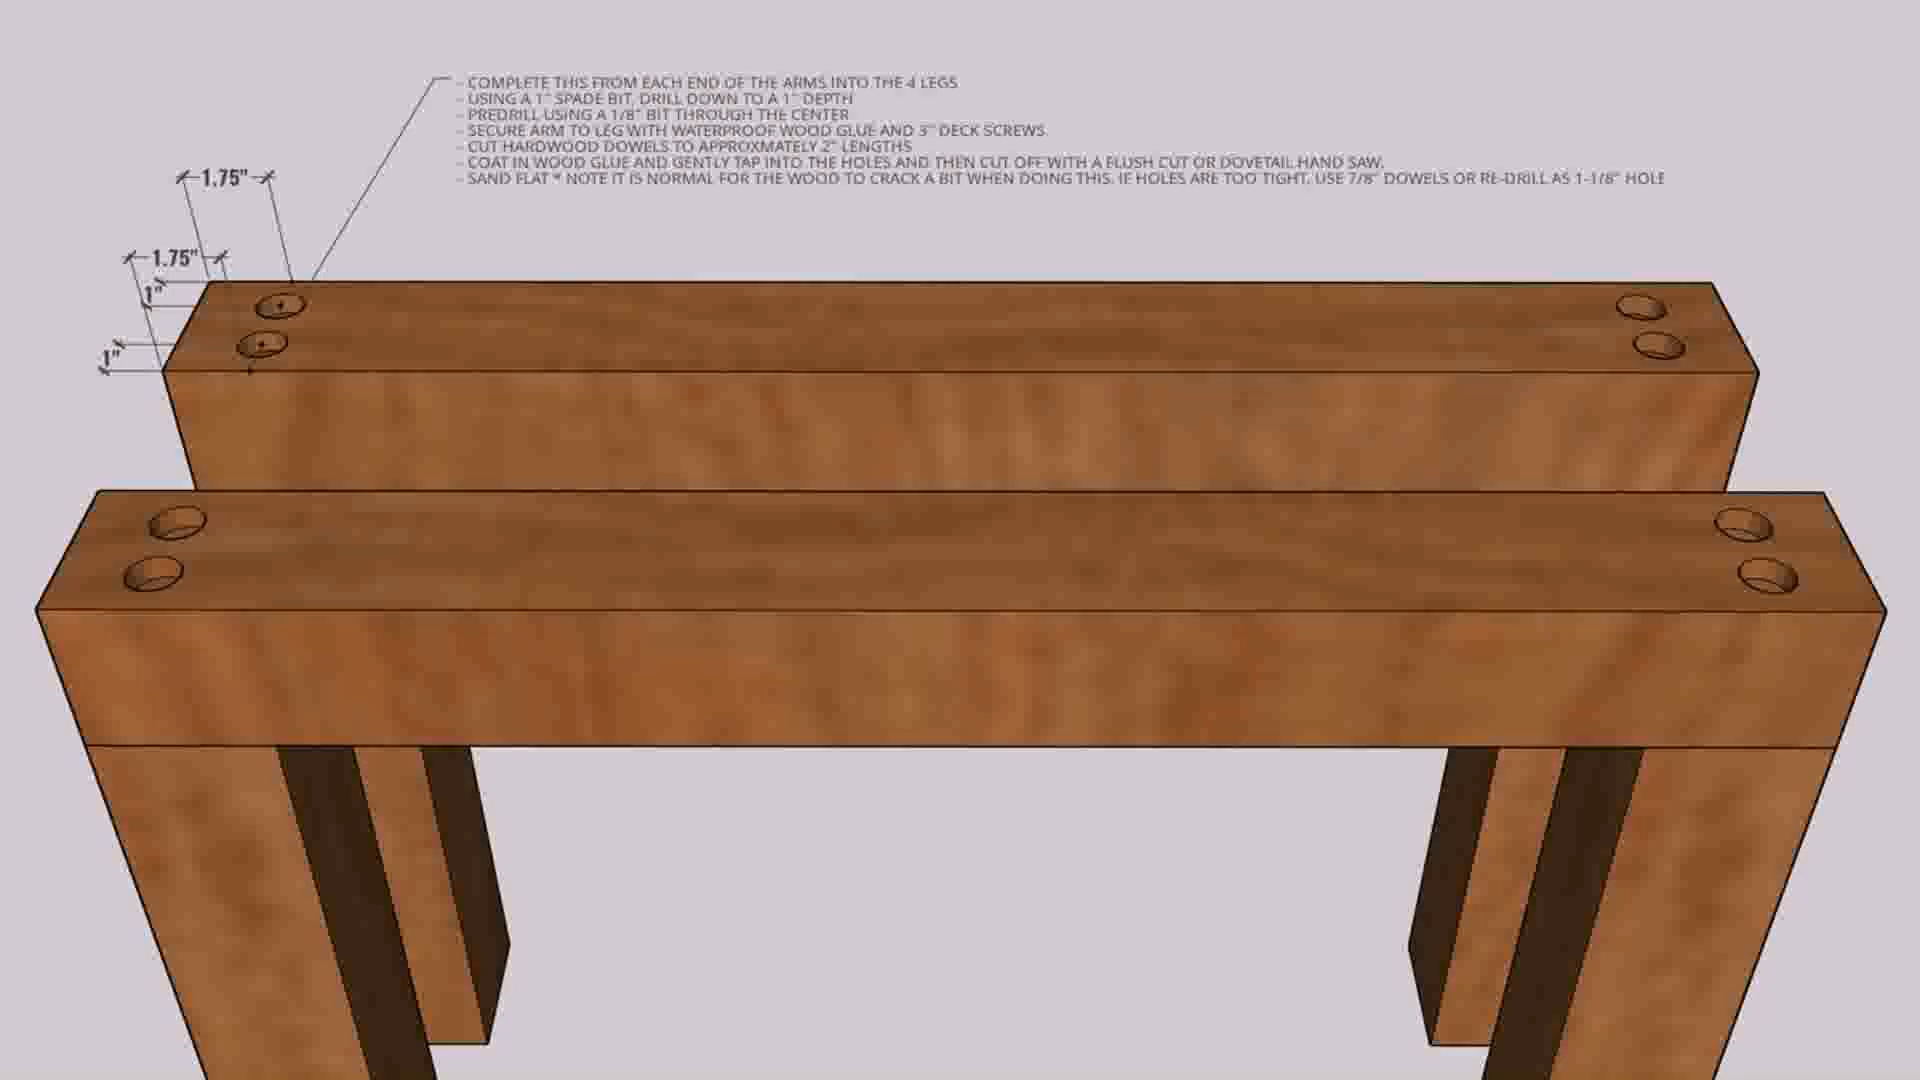 - COMPLETE THIS FROM EACH END OF THE ARMS INTO THE 4 LEGS
- USING A 1" SPADE BIT, DRILL DOWN TO A 1" DEPTH
- PREDRILL USING A 1/8" BIT THROUGH THE CENTER
- SECURE ARM TO LEG WITH WATERPROOF WOOD GLUE AND 3" DECK SCREWS
- CUT HARDWOOD DOWELS TO APPROXMATELY 2" LENGTHS
- COAT IN WOOD GLUE AND GENTLY TAP INTO THE HOLES AND THEN CUT OFF WITH A FLUSH CUT OR DOVETAIL HAND SAW.
- SAND FLAT * NOTE IT IS NORMAL FOR THE WOOD TO CRACK A BIT WHEN DOING THIS. IF HOLES ARE TOO TIGHT, USE 7/8" DOWELS OR RE-DRILL AS 1-1/8" HOLE
1.75"
1.75"
1"
1"